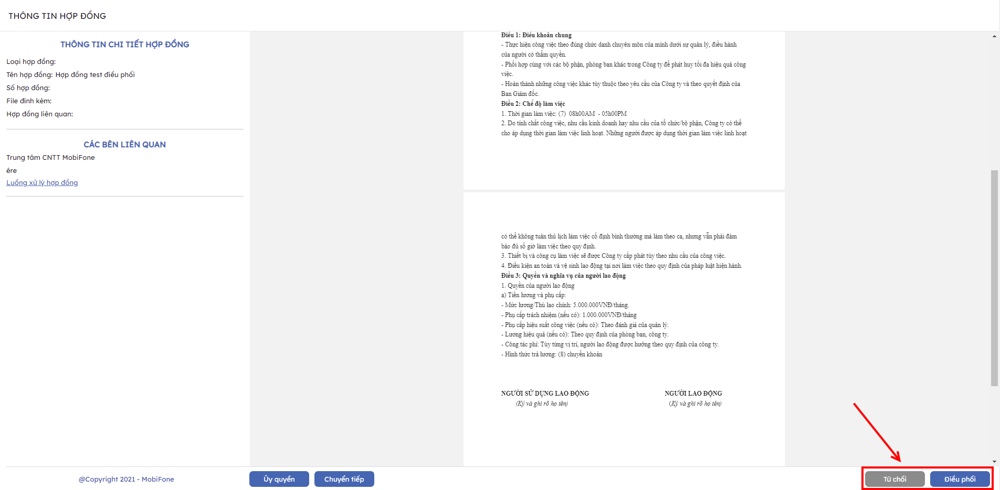 THÔNG TIN HỢP ĐỒNG
THÔNG TIN CHI TIẾT HỢP ĐỒNG
Loại hợp đồng:
Tên hợp đồng: Hợp đồng test điều phối
Số hợp đồng:
File đính kèm:
Hợp đồng liên quan:
CÁC BÊN LIÊN QUAN
Trung tâm CNTT MobiFone
êre
Luồng xử lý hợp đồng
Điều 1: Điều khoản chung
- Thực hiện công việc theo đúng chức danh chuyên môn của mình dưới sự quản lý, điều hành
của người có thẩm quyền.
- Phối hợp cùng với các bộ phận, phòng ban khác trong Công ty để phát huy tối đa hiệu quả công
việc.
- Hoàn thành những công việc khác tùy thuộc theo yêu cầu của Công ty và theo quyết định của
Ban Giám đốc.
Điều 2: Chế độ làm việc
1. Thời gian làm việc: (7) 08h00AM - 05h00PM
2. Do tính chất công việc, nhu cầu kinh doanh hay nhu cầu của tổ chức/bộ phận, Công ty có thể
cho áp dụng thời gian làm việc linh hoạt. Những người được áp dụng thời gian làm việc linh hoạt
có thể không tuân thủ lịch làm việc cố định bình thường mà làm theo ca, nhưng vẫn phải đảm
bảo đủ số giờ làm việc theo quy định.
3. Thiết bị và công cụ làm việc sẽ được Công ty cấp phát tùy theo nhu cầu của công việc.
4. Điều kiện an toàn và vệ sinh lao động tại nơi làm việc theo quy định của pháp luật hiện hành.
Điều 3: Quyền và nghĩa vụ của người lao động
1. Quyền của người lao động
a) Tiền lương và phụ cấp:
- Mức lương/Thù lao chính: 5.000.000VNĐ/tháng.
- Phụ cấp trách nhiệm (nếu có): 1.000.000VNĐ/tháng
- Phụ cấp hiệu suất công việc (nếu có): Theo đánh giá của quản lý.
- Lương hiệu quả (nếu có): Theo quy định của phòng ban, công ty.
- Công tác phí: Tùy từng vị trí, người lao động được hưởng theo quy định của công ty.
- Hình thức trả lương: (8) chuyển khoản
NGƯỜI SỬ DỤNG LAO ĐỘNG NGƯỜI LAO ĐỘNG
(Ký và ghi rõ họ tên) (Ký và ghi rõ họ tên)
@Copyright 2021 - MobiFone
Ủy quyền Chuyển tiếp Từ chối Điều phối